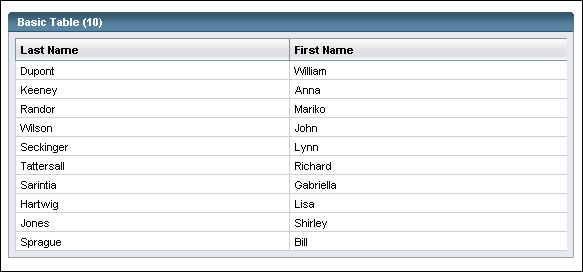 Basic Table (10)
Last Name First Name
Dupont William
Keeney Anna
Randor Mariko
Wilson John
Seckinger Lynn
Tattersall Richard
Sarintia Gabriella
Hartwig Lisa
Jones Shirley
Sprague Bill